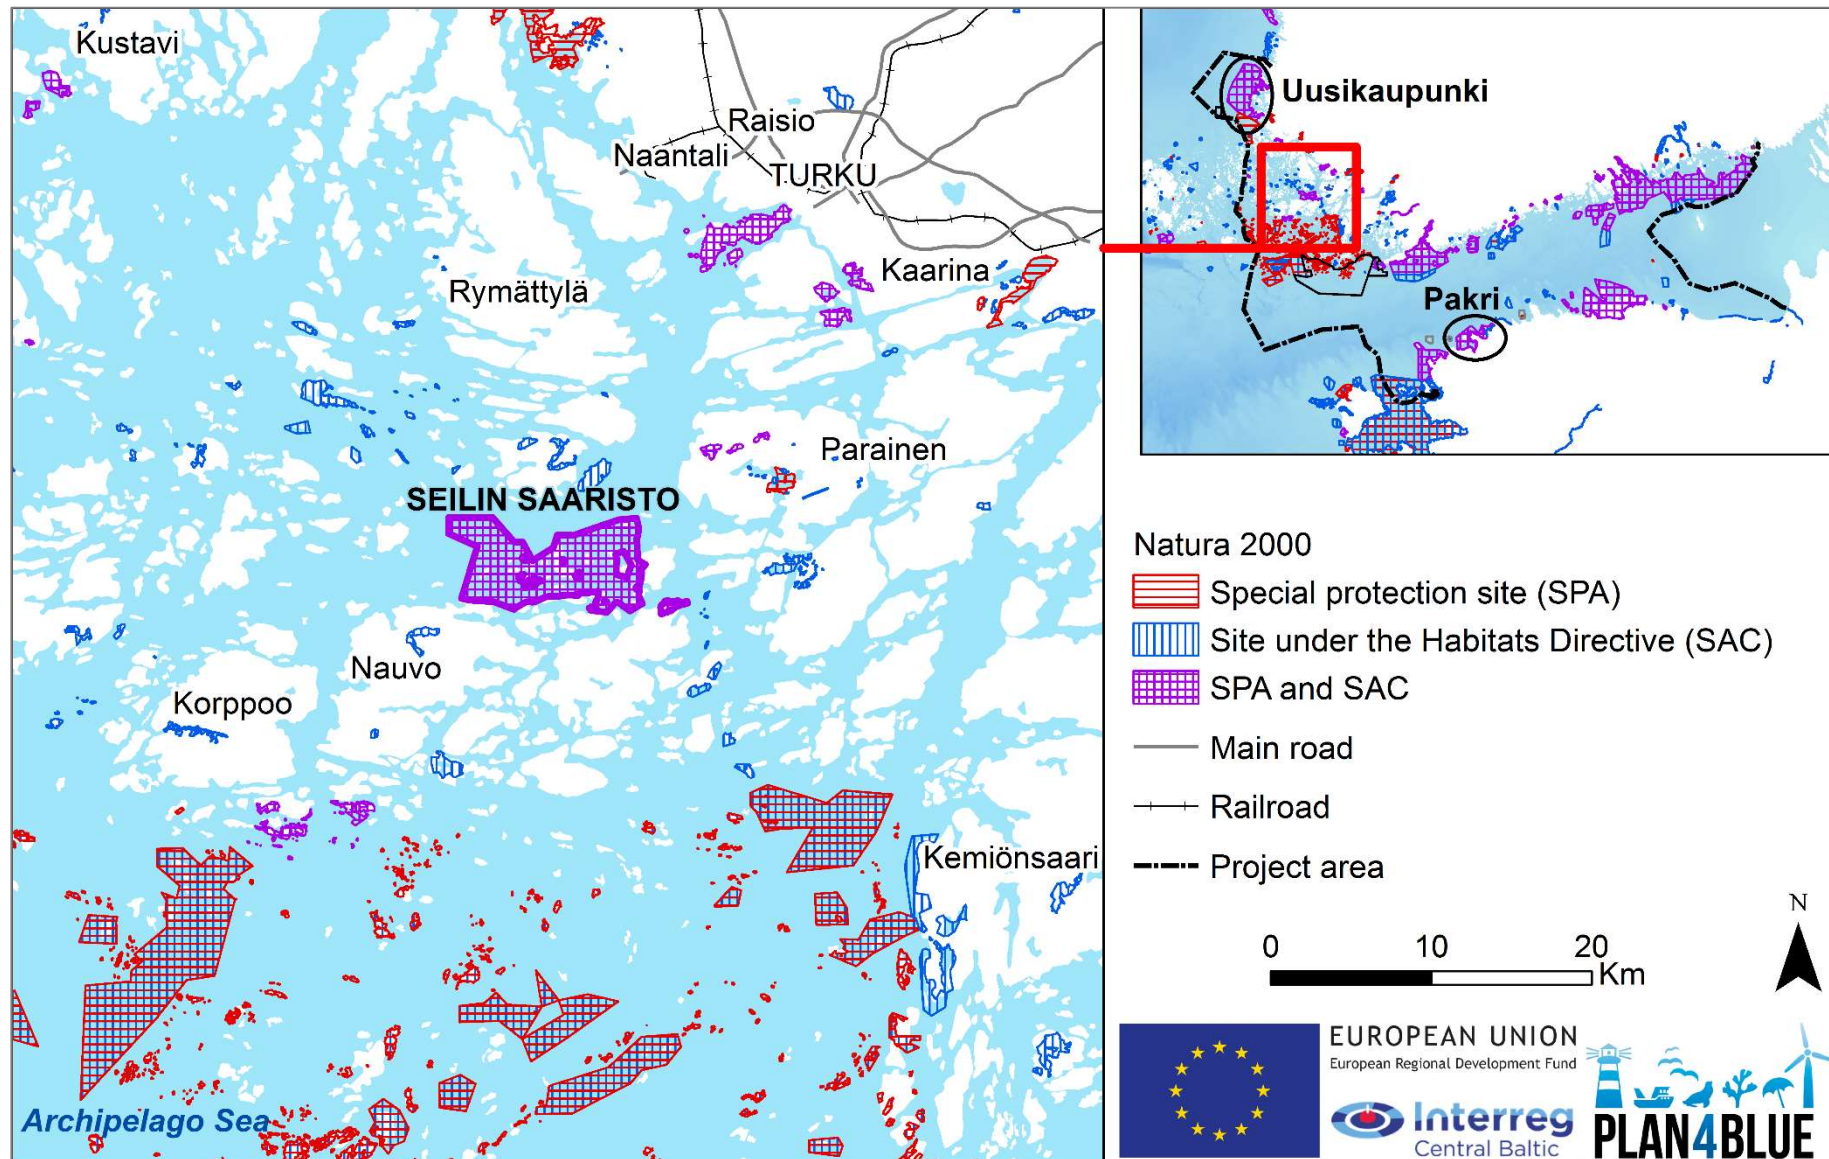 Kustavi
Raisio
Naantali
TURKU
Kaarina
Rymättylä
Parainen
SEILIN SAARISTO
Nauvo
Korppoo
Kemiönsaari
Archipelago Sea
Uusikaupunki
Pakri
Natura 2000
Special protection site (SPA)
Site under the Habitats Directive (SAC)
SPA and SAC
Main road
Railroad
Project area
0 10 20
Km
N
EUROPEAN UNION
European Regional Development Fund
Interreg
Central Baltic
PLAN4BLUE